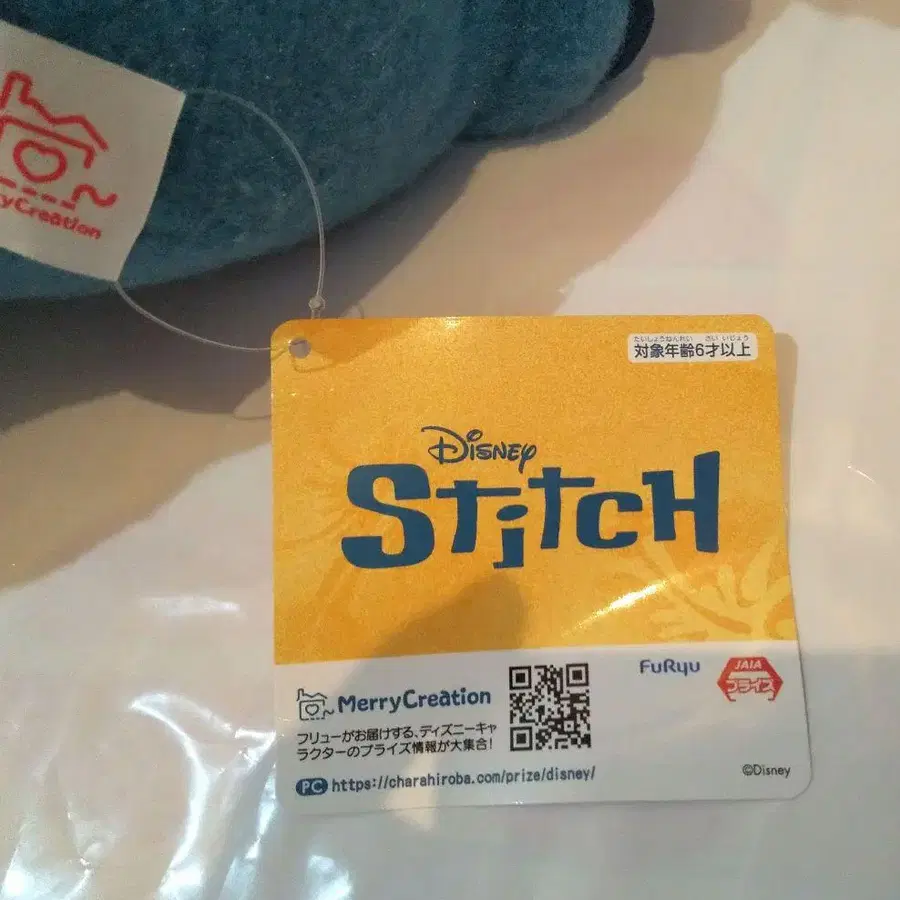 MerryCreation
たいしょうねんれい さい いじょう
対象年齢6才以上
Disney
Stitch
MerryCreation
フリューがお届けする、ディズニーキャ
ラクターのプライズ情報が大集合!
PC https://charahiroba.com/prize/disney/
FuRyu
JAIA
プライズ
©Disney